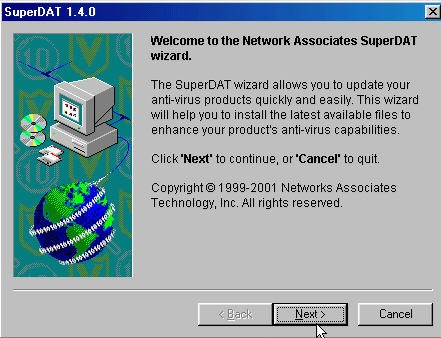 SuperDAT 1.4.0
Welcome to the Network Associates SuperDAT
wizard.
The SuperDAT wizard allows you to update your
anti-virus products quickly and easily. This wizard
will help you to install the latest available files to
enhance your product's anti-virus capabilities.
Click 'Next' to continue, or 'Cancel' to quit.
Copyright © 1999-2001 Networks Associates
Technology, Inc. All rights reserved.
< Back
Next >
Cancel